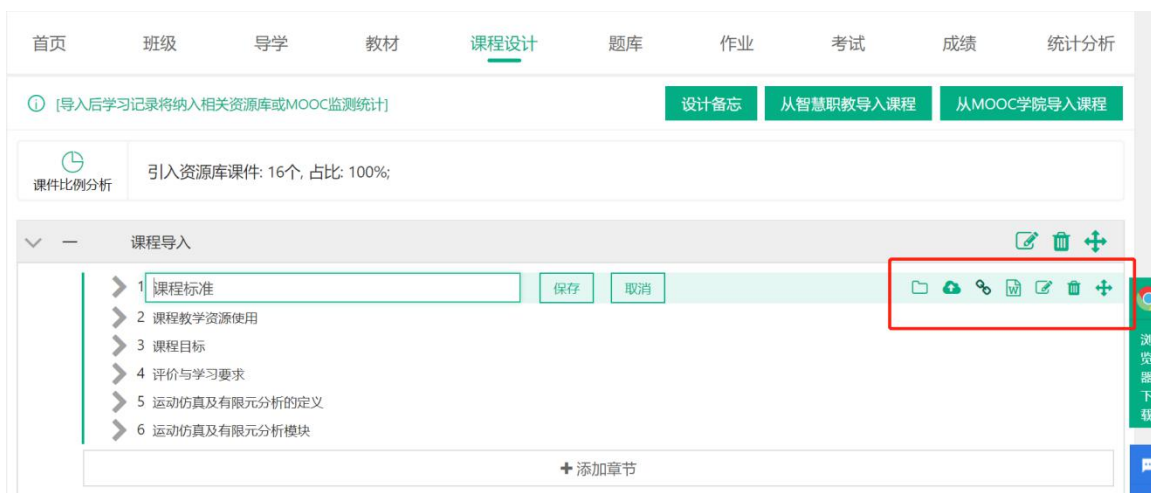 首页 班级 导学 教材 课程设计 题库 作业 考试 成绩 统计分析
[导入后学习记录将纳入相关资源库或MOOC监测统计] 设计备忘 从智慧职教导入课程 从MOOC学院导入课程
课件比例分析 引入资源库课件: 16个, 占比: 100%;
课程导入
1 课程标准 保存 取消
2 课程教学资源使用
3 课程目标
4 评价与学习要求
5 运动仿真及有限元分析的定义
6 运动仿真及有限元分析模块
添加章节
浏览器下载